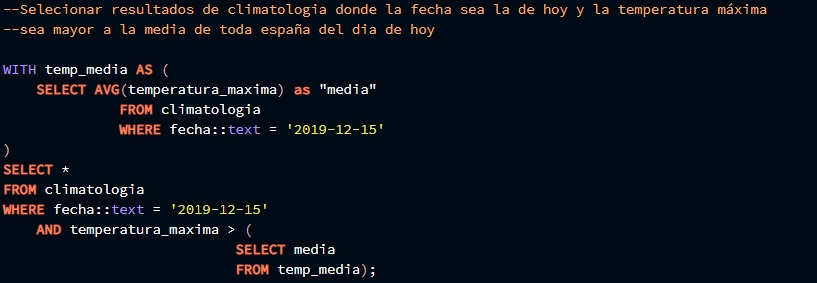 --Selecionar resultados de climatologia donde la fecha sea la de hoy y la temperatura máxima
--sea mayor a la media de toda españa del dia de hoy
WITH temp_media AS (
SELECT AVG(temperatura_maxima) as "media"
FROM climatologia
WHERE fecha::text = '2019-12-15'
)
SELECT *
FROM climatologia
WHERE fecha::text = '2019-12-15'
AND temperatura_maxima > (
SELECT media
FROM temp_media);